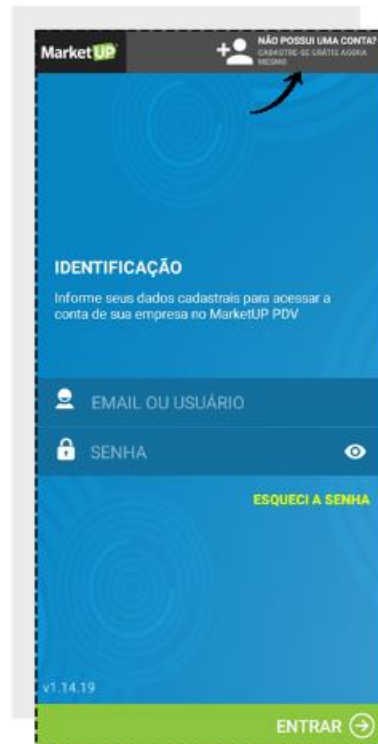 MarketUP
NÃO POSSUI UMA CONTA?
CADASTRE-SE GRÁTIS AGORA
MESMO
IDENTIFICAÇÃO
Informe seus dados cadastrais para acessar a
conta de sua empresa no MarketUP PDV
EMAIL OU USUÁRIO
SENHA
ESQUECI A SENHA
v1.14.19
ENTRAR